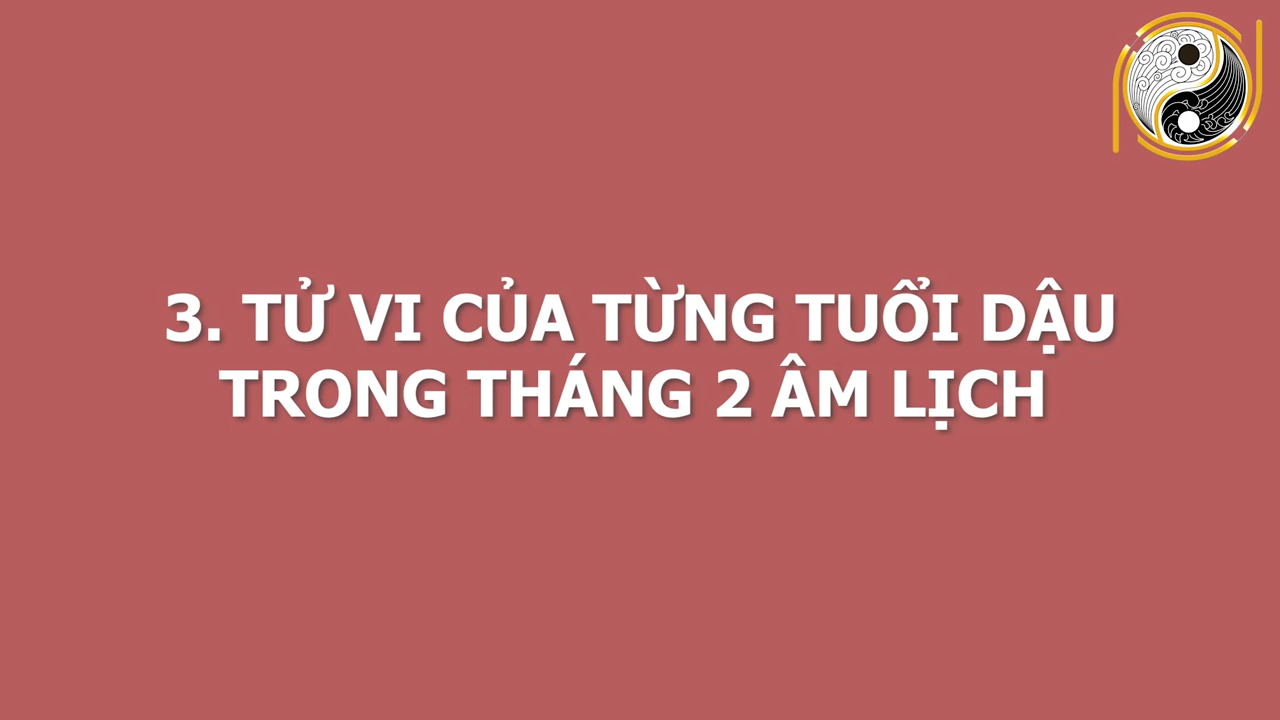 3. TỬ VI CỦA TỪNG TUỔI DẬU
TRONG THÁNG 2 ÂM LỊCH